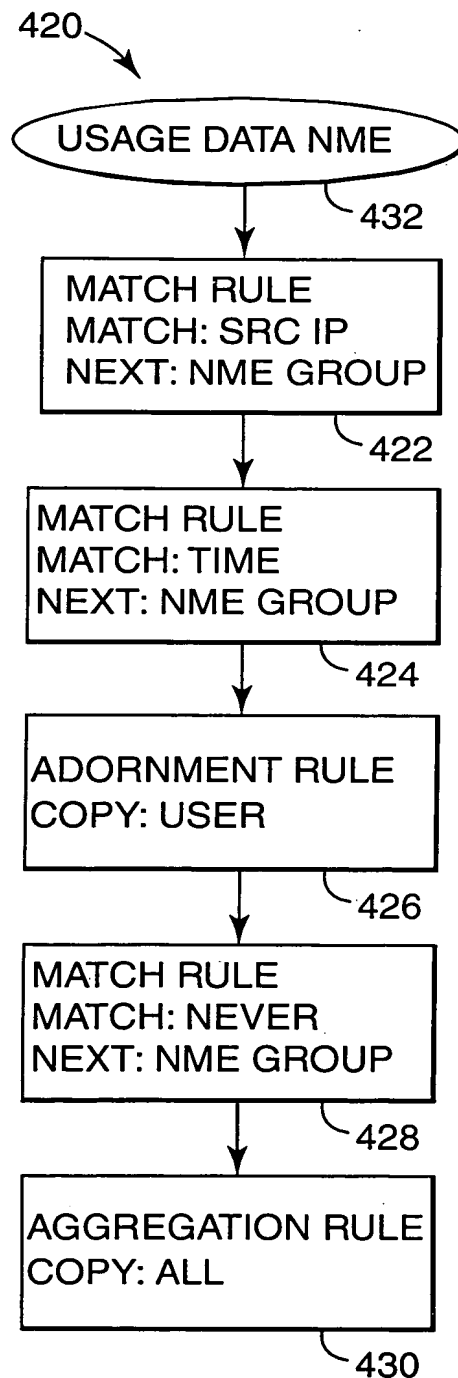 420
USAGE DATA NME
432
MATCH RULE
MATCH: SRC IP
NEXT: NME GROUP
422
MATCH RULE
MATCH: TIME
NEXT: NME GROUP
424
ADORNMENT RULE
COPY: USER
426
MATCH RULE
MATCH: NEVER
NEXT: NME GROUP
428
AGGREGATION RULE
COPY: ALL
430